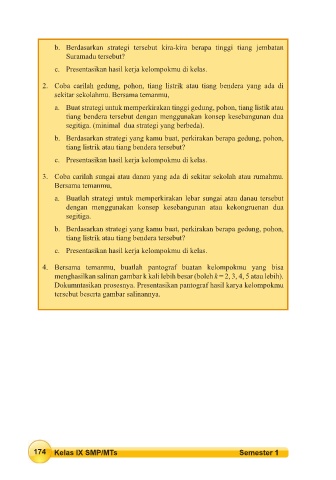 b. Berdasarkan strategi tersebut kira-kira berapa tinggi tiang jembatan
Suramadu tersebut?
c. Presentasikan hasil kerja kelompokmu di kelas.
2. Coba carilah gedung, pohon, tiang listrik atau tiang bendera yang ada di
sekitar sekolahmu. Bersama temanmu,
a. Buat strategi untuk memperkirakan tinggi gedung, pohon, tiang listik atau
tiang bendera tersebut dengan menggunakan konsep kesebangunan dua
segitiga. (minimal dua strategi yang berbeda).
b. Berdasarkan strategi yang kamu buat, perkirakan berapa gedung, pohon,
tiang listrik atau tiang bendera tersebut?
c. Presentasikan hasil kerja kelompokmu di kelas.
3. Coba carilah sungai atau danau yang ada di sekitar sekolah atau rumahmu.
Bersama temanmu,
a. Buatlah strategi untuk memperkirakan lebar sungai atau danau tersebut
dengan menggunakan konsep kesebangunan atau kekongruenan dua
segitiga.
b. Berdasarkan strategi yang kamu buat, perkirakan berapa gedung, pohon,
tiang listrik atau tiang bendera tersebut?
c. Presentasikan hasil kerja kelompokmu di kelas.
4. Bersama temanmu, buatlah pantograf buatan kelompokmu yang bisa
menghasilkan salinan gambar k kali lebih besar (boleh k = 2, 3, 4, 5 atau lebih).
Dokumutasikan prosesnya. Presentasikan pantograf hasil karya kelompokmu
tersebut beserta gambar salinannya.
174 Kelas IX SMP/MTs Semester 1